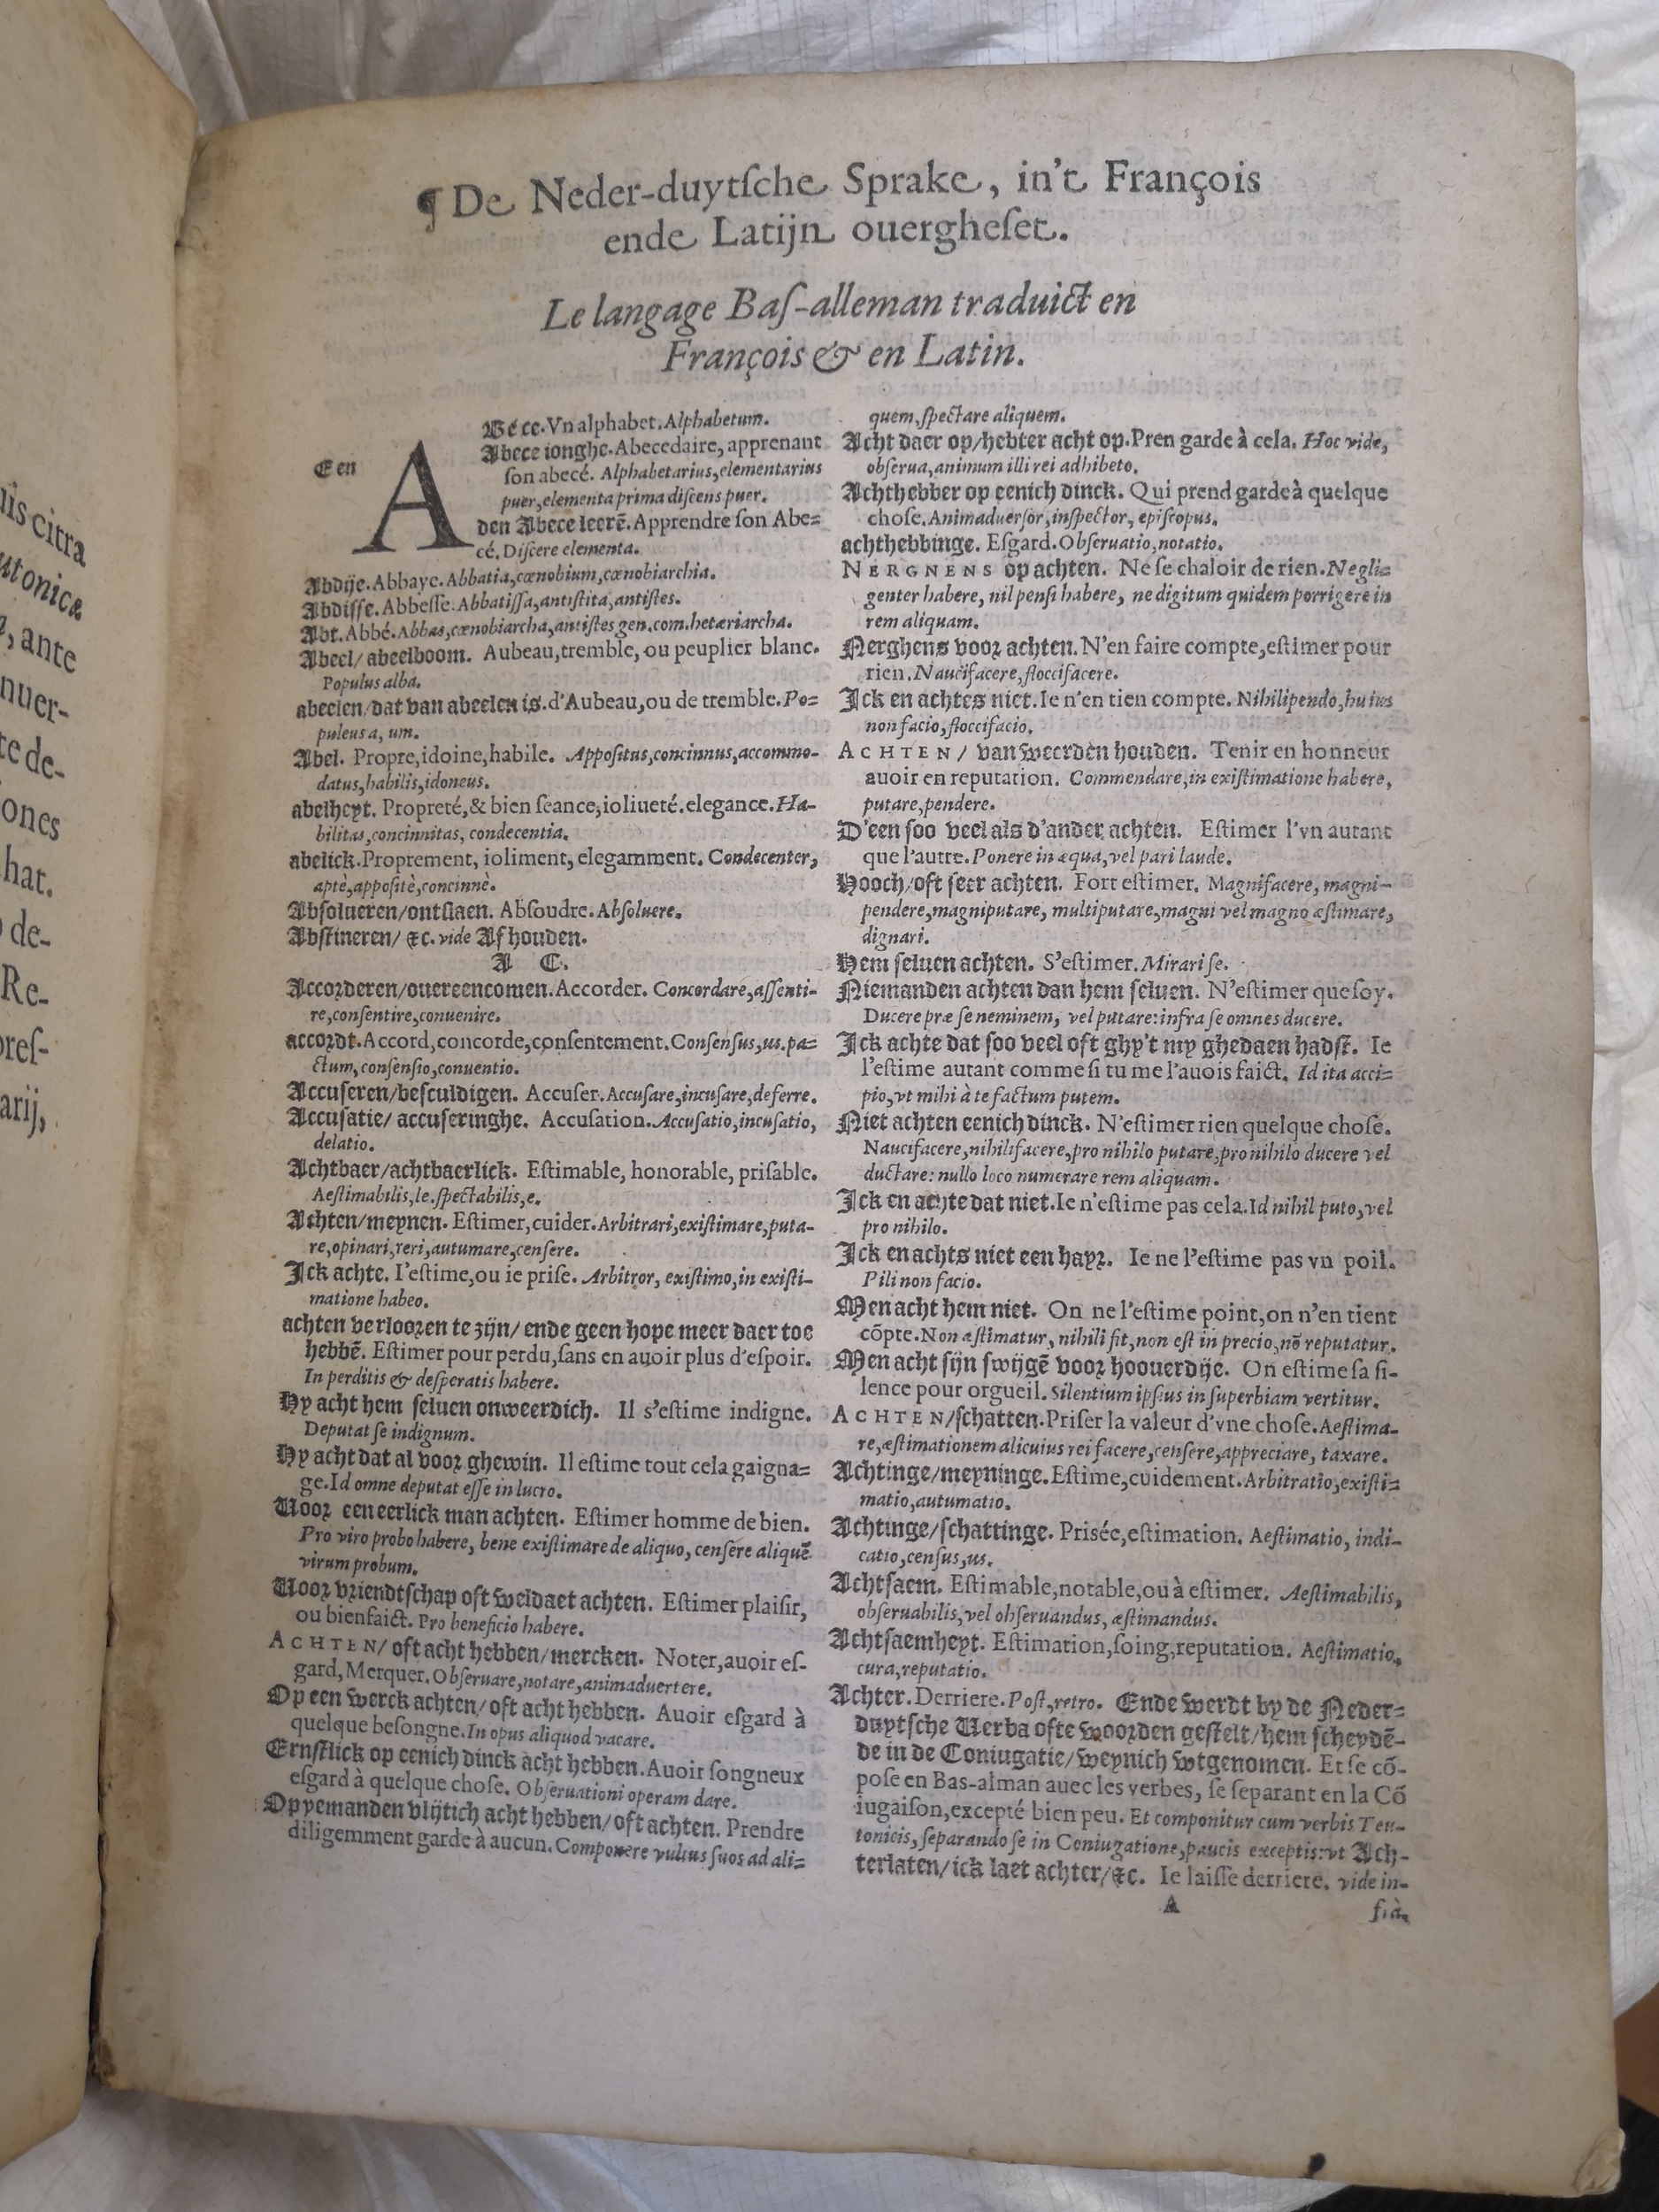 uis citra
utonicæ
, ante
nuer-
te de-
iones
hat.
de-
Re-
pres-
arij,
¶ De Neder-duytſche Sprake, in't François
ende Latijn ouergheſet.
Le langage Baſ-alleman traduict en
François & en Latin.
Een
ABéce. Vn alphabet. Alphabetum.
Abece ionghe. Abecedaire, apprenant
ſon abecé. Alphabetarius, elementarius
puer, elementa prima diſcens puer.
den Abece leerē. Apprendre ſon Abe=
cé. Diſcere elementa.
Abdije. Abbaye. Abbatia, cœnobium, cœnobiarchia.
Abdiſſe. Abbeſſe. Abbatiſſa, antiſtita, antiſtes.
Abt. Abbé. Abbas, cœnobiarcha, antiſtes gen. com. hetæriarcha.
Abeel/ abeelboom. Aubeau, tremble, ou peuplier blanc.
Populus alba.
abeelen/dat van abeelen is. d'Aubeau, ou de tremble. Po=
puleus a, um.
Abel. Propre, idoine, habile. Appoſitus, concinnus, accommo-
datus, habilis, idoneus.
abelheyt. Propreté, & bien ſeance, ioliueté. elegance. Ha-
bilitas, concinnitas, condecentia.
abelick. Proprement, ioliment, elegamment. Condecenter,
aptè, appoſitè, concinnè.
Abſolueren/ontſlaen. Abſoudre. Abſoluere.
Abſtineren/ &c. vide Af houden.
A C.
Accorderen/ouereencomen. Accorder. Concordare, aſſenti-
re, conſentire, conuenire.
accordt. Accord, concorde, conſentement. Conſenſus, us. pa=
ctum, conſenſio, conuentio.
Accuſeren/beſculdigen. Accuſer. Accuſare, incuſare, deferre.
Accuſatie/ accuſeringhe. Accuſation. Accuſatio, incuſatio,
delatio.
Achtbaer/achtbaerlick. Eſtimable, honorable, priſable.
Aeſtimabilis, le. ſpectabilis, e.
Achten/meynen. Eſtimer, cuider. Arbitrari, exiſtimare, puta-
re, opinari, reri, autumare, cenſere.
Ick achte. I'eſtime, ou ie priſe. Arbitror, exiſtimo, in exiſti-
matione habeo.
achten verlooren te zijn/ ende geen hope meer daer toe
hebbē. Eſtimer pour perdu, ſans en auoir plus d'eſpoir.
In perditis & deſperatis habere.
Hy acht hem ſeluen onweerdich. Il s'eſtime indigne.
Deputat ſe indignum.
Hy acht dat al voor ghewin. Il eſtime tout cela gaigna=
ge. Id omne deputat eſſe in lucro.
Voor een eerlick man achten. Eſtimer homme de bien.
Pro viro probo habere, bene exiſtimare de aliquo, cenſere aliquē
virum probum.
Voor vriendtſchap oft weldaet achten. Eſtimer plaiſir,
ou bienfaict. Pro beneficio habere.
ACHTEN/ oft acht hebben/mercken. Noter, auoir eſ-
gard, Merquer. Obſeruare, notare, animaduertere.
Op een werck achten/ oft acht hebben. Auoir eſgard à
quelque beſongne. In opus aliquod vacare.
Ernſtlick op eenich dinck acht hebben. Auoir ſongneux
eſgard à quelque choſe. Obſeruationi operam dare.
Op yemanden vlijtich acht hebben/ oft achten. Prendre
diligemment garde à aucun. Componere vultus ſuos ad ali=
quem, ſpectare aliquem.
Acht daer op/hebter acht op. Pren garde à cela. Hoc vide,
obſerua, animum illi rei adhibeto.
Achthebber op eenich dinck. Qui prend garde à quelque
choſe. Animaduerſor, inſpector, epiſcopus.
achthebbinge. Eſgard. Obſeruatio, notatio.
NERGNENS op achten. Ne ſe chaloir de rien. Negli=
genter habere, nil penſi habere, ne digitum quidem porrigere in
rem aliquam.
Nerghens voor achten. N'en faire compte, eſtimer pour
rien. Naucifacere, floccifacere.
Ick en achtes niet. Ie n'en tien compte. Nihilipendo, huius
non facio, floccifacio.
ACHTEN/ van weerden houden. Tenir en honneur
auoir en reputation. Commendare, in exiſtimatione habere,
putare, pendere.
D'een ſoo veel als d'ander achten. Eſtimer l'vn autant
que l'autre. Ponere in æqua, vel pari laude.
Hooch/oft ſeer achten. Fort eſtimer. Magnifacere, magni-
pendere, magniputare, multiputare, magni vel magno æſtimare,
dignari.
Hem ſeluen achten. S'eſtimer. Mirari ſe.
Niemanden achten dan hem ſeluen. N'eſtimer que ſoy.
Ducere præ ſe neminem, vel putare: infra ſe omnes ducere.
Ick achte dat ſoo veel oft ghy't my ghedaen hadſt. Ie
l'eſtime autant comme ſi tu me l'auois faict. Id ita acci=
pio, vt mihi à te factum putem.
Niet achten eenich dinck. N'eſtimer rien quelque choſe.
Naucifacere, nihilifacere, pro nihilo putare, pro nihilo ducere vel
ductare: nullo loco numerare rem aliquam.
Ick en achte dat niet. Ie n'eſtime pas cela. Id nihil puto, vel
pro nihilo.
Ick en achts niet een hayr. Ie ne l'eſtime pas vn poil.
Pili non facio.
Men acht hem niet. On ne l'eſtime point, on n'en tient
cōpte. Non æſtimatur, nihili fit, non eſt in precio, nō reputatur.
Men acht ſijn ſwijgē voor hoouerdije. On eſtime ſa ſi-
lence pour orgueil. Silentium ipſius in ſuperbiam vertitur.
ACHTEN/ſchatten. Priſer la valeur d'vne choſe. Aeſtima-
re, æſtimationem alicuius rei facere, cenſere, appreciare, taxare.
Achtinge/meyninge. Eſtime, cuidement. Arbitratio, exiſti=
matio, autumatio.
Achtinge/ſchattinge. Priſée, eſtimation. Aeſtimatio, indi-
catio, cenſus, us.
Achtſaem. Eſtimable, notable, ou à eſtimer. Aeſtimabilis,
obſeruabilis, vel obſeruandus, æſtimandus.
Achtſaemheyt. Eſtimation, ſoing, reputation. Aeſtimatio,
cura, reputatio.
Achter. Derriere. Poſt, retro. Ende werdt by de Neder=
duytſche Verba ofte woorden geſtelt/hem ſcheydē-
de in de Coniugatie/weynich wtgenomen. Et ſe cō-
poſe en Bas-alman auec les verbes, ſe ſeparant en la Cō
iugaiſon, excepté bien peu. Et componitur cum verbis Teu-
tonicis, ſeparando ſe in Coniugatione, paucis exceptis: vt Ach-
terlaten/ick laet achter/&c. Ie laiſſe derriere. vide in-
A
frà.